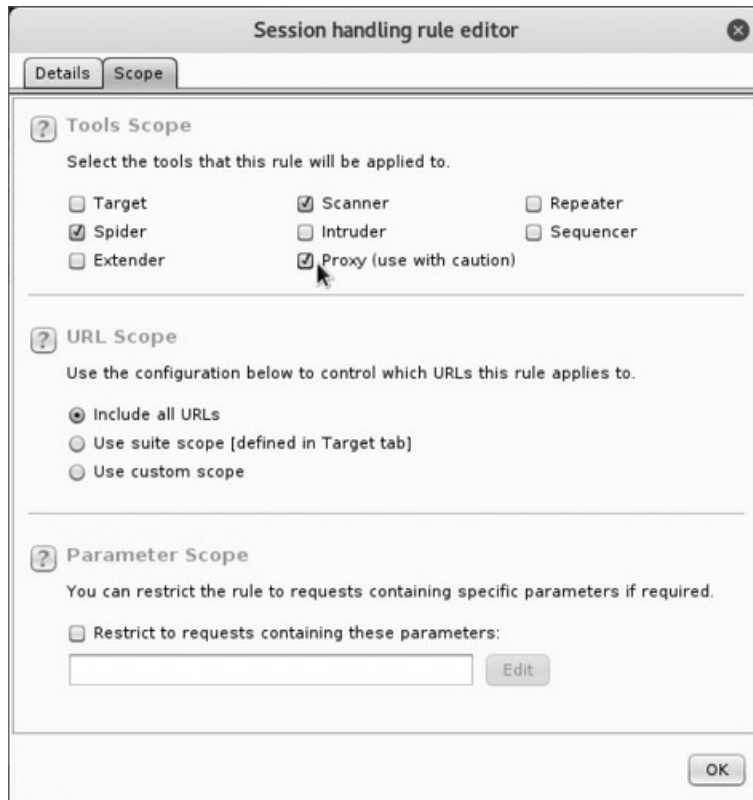 Session handling rule editor
Details Scope
? Tools Scope
Select the tools that this rule will be applied to.
Target Scanner Repeater
Spider Intruder Sequencer
Extender Proxy (use with caution)
? URL Scope
Use the configuration below to control which URLs this rule applies to.
Include all URLs
Use suite scope [defined in Target tab]
Use custom scope
? Parameter Scope
You can restrict the rule to requests containing specific parameters if required.
Restrict to requests containing these parameters:
Edit
OK